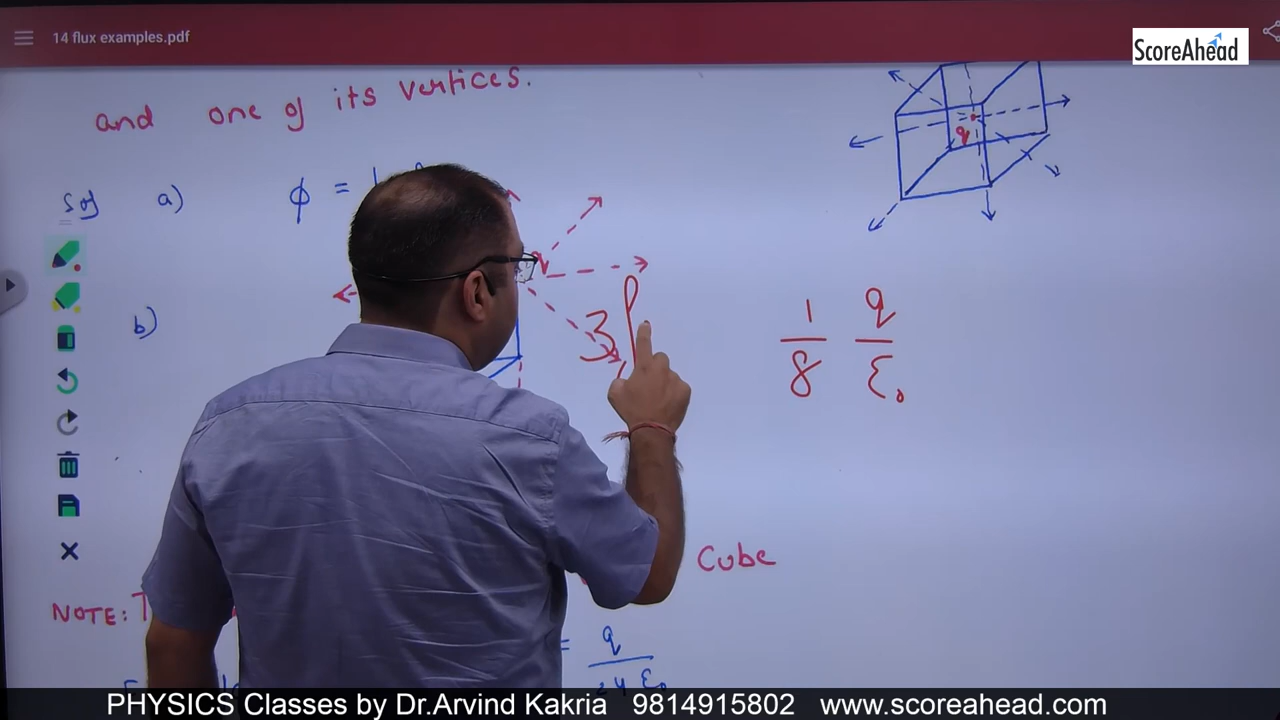 14 flux examples.pdf
ScoreAhead
and one of its vertices.
q
Sol a) ϕ =
b)
3
1/8 q/ε₀
Cube
NOTE:
= q/24 ε₀
PHYSICS Classes by Dr.Arvind Kakria 9814915802 www.scoreahead.com